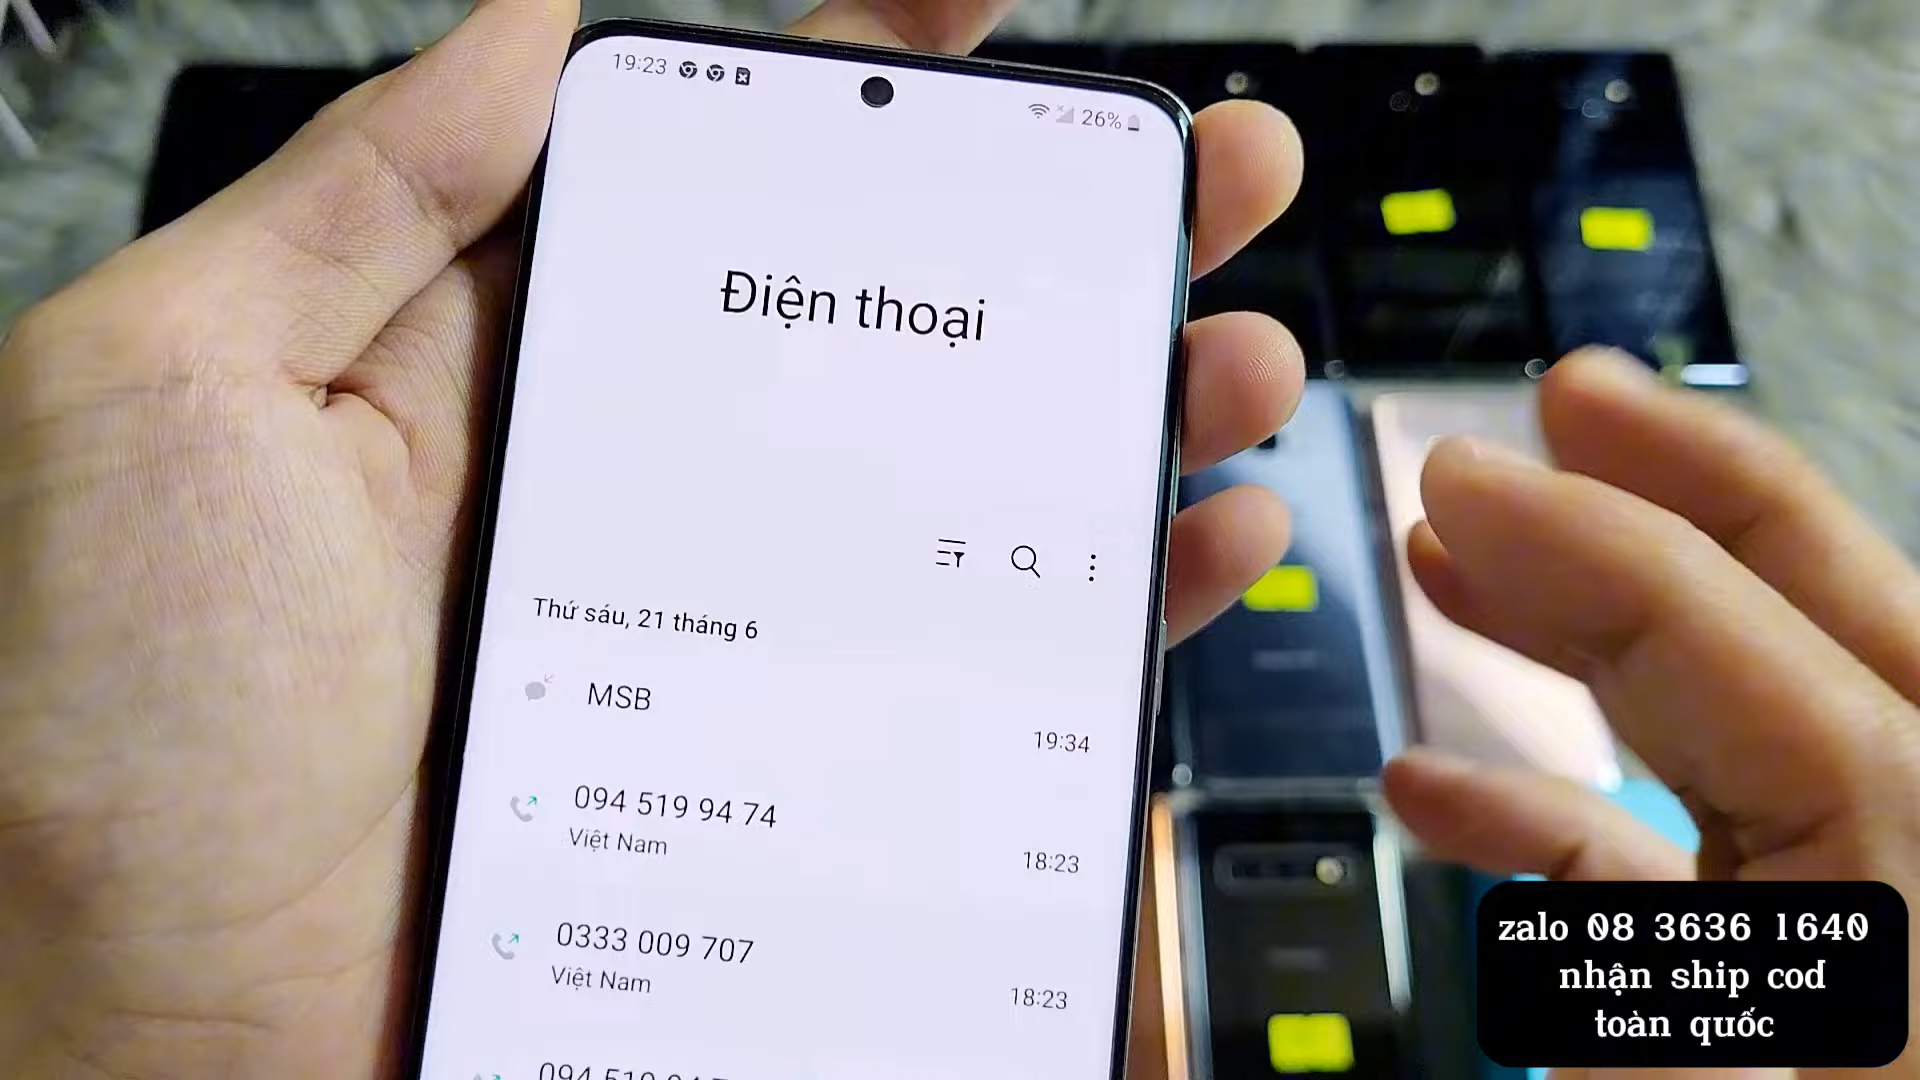 19:23
26%
Điện thoại
Thứ sáu, 21 tháng 6
MSB
19:34
094 519 94 74
Việt Nam
18:23
0333 009 707
Việt Nam
18:23
zalo 08 3636 1640
nhận ship cod
toàn quốc